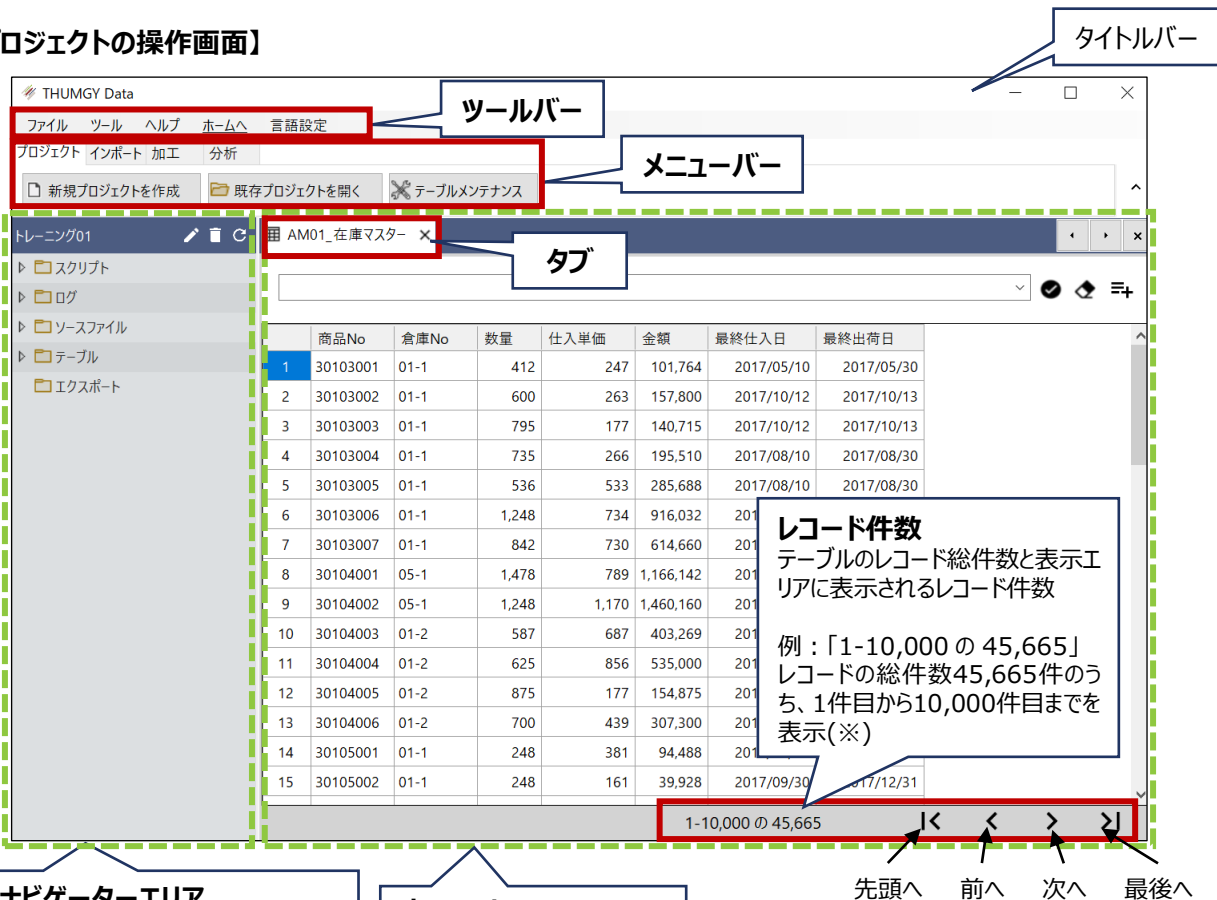 ロジェクトの操作画面】
タイトルバー
THUMGY Data
ツールバー
ファイル ツール ヘルプ ホームへ 言語設定
プロジェクト インポート 加工 分析
メニューバー
新規プロジェクトを作成 既存プロジェクトを開く テーブルメンテナンス
トレーニング01
AM01_在庫マスター ×
タブ
スクリプト
ログ
ソースファイル
テーブル
エクスポート
商品No 倉庫No 数量 仕入単価 金額 最終仕入日 最終出荷日
1 30103001 01-1 412 247 101,764 2017/05/10 2017/05/30
2 30103002 01-1 600 263 157,800 2017/10/12 2017/10/13
3 30103003 01-1 795 177 140,715 2017/10/12 2017/10/13
4 30103004 01-1 735 266 195,510 2017/08/10 2017/08/30
5 30103005 01-1 536 533 285,688 2017/08/10 2017/08/30
6 30103006 01-1 1,248 734 916,032 201
7 30103007 01-1 842 730 614,660 201
8 30104001 05-1 1,478 789 1,166,142 201
9 30104002 05-1 1,248 1,170 1,460,160 201
10 30104003 01-2 587 687 403,269 201
11 30104004 01-2 625 856 535,000 201
12 30104005 01-2 875 177 154,875 201
13 30104006 01-2 700 439 307,300 201
14 30105001 01-1 248 381 94,488 201
15 30105002 01-1 248 161 39,928 2017/09/30 2017/12/31
レコード件数
テーブルのレコード総件数と表示エ
リアに表示されるレコード件数
例：「1-10,000 の 45,665」
レコードの総件数45,665件のう
ち、1件目から10,000件目までを
表示(※)
1-10,000 の 45,665
先頭へ 前へ 次へ 最後へ
ナビゲーターエリア